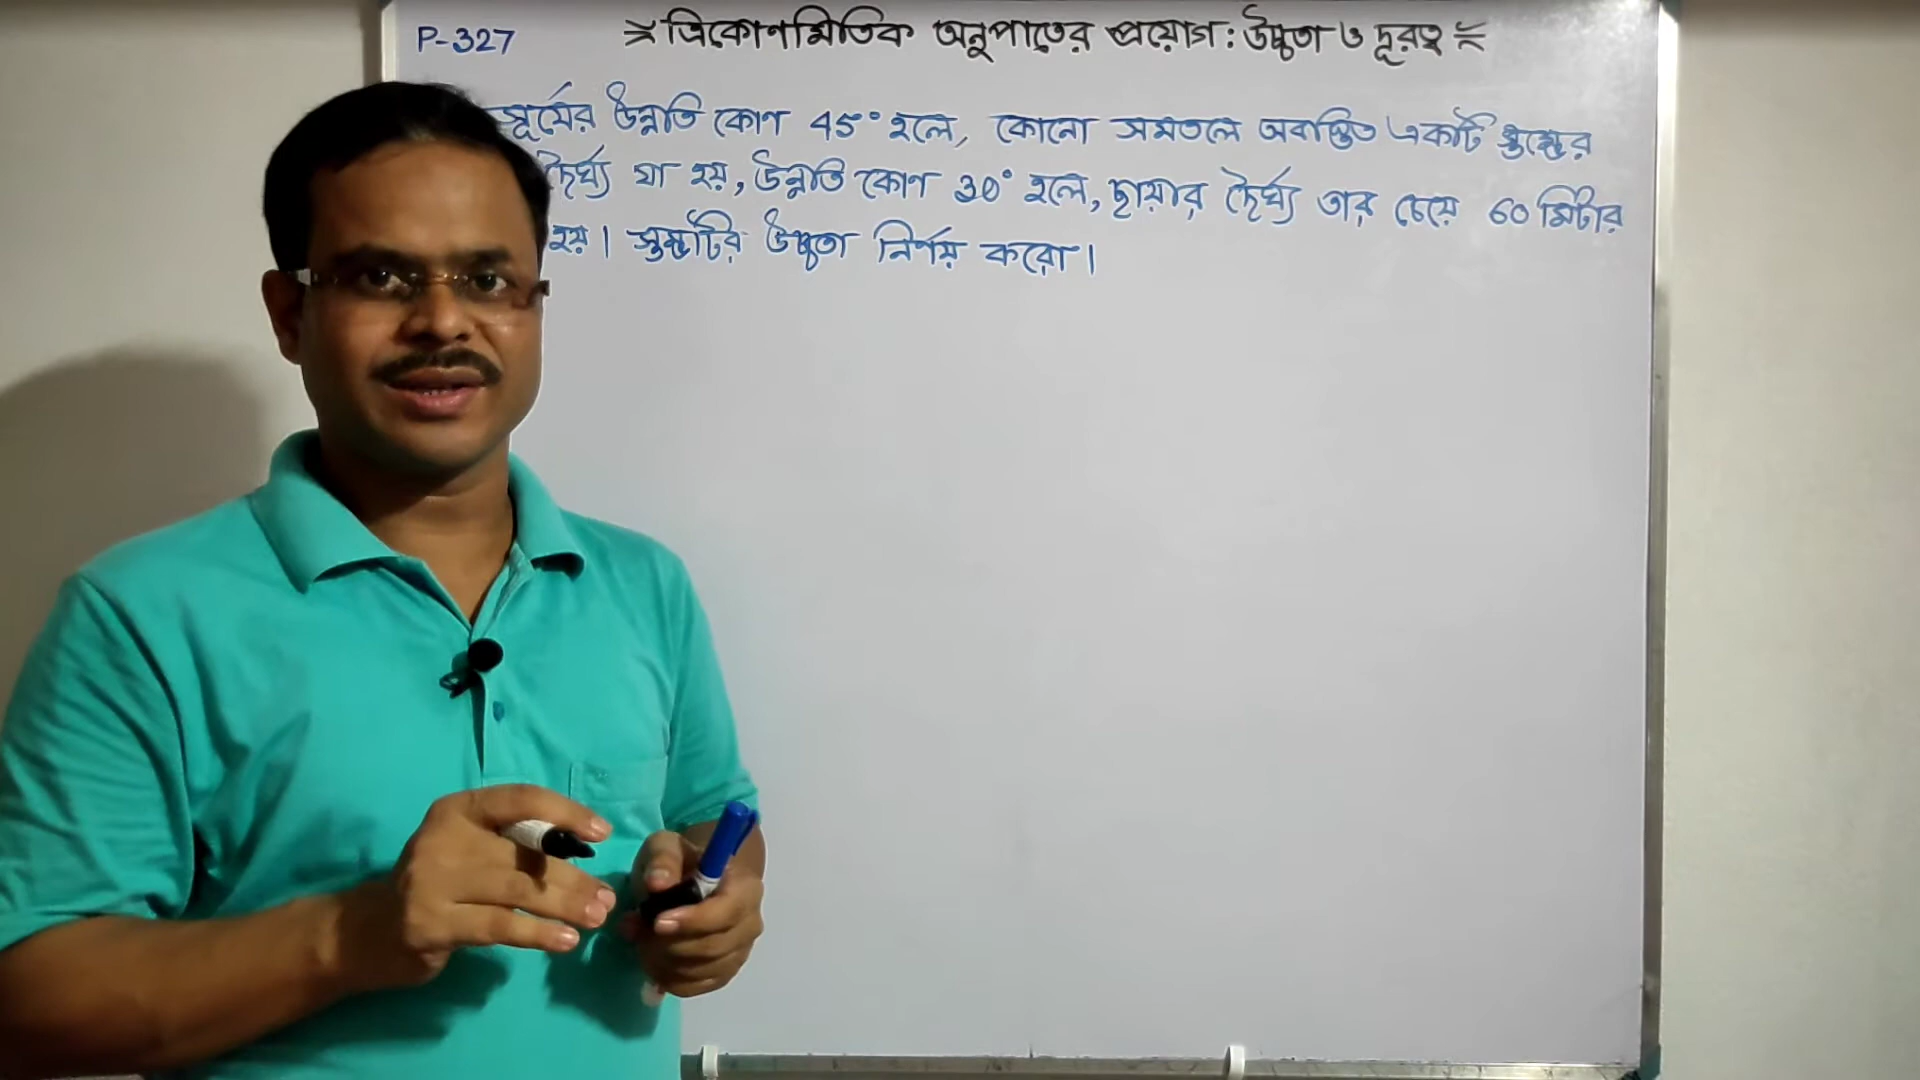 P-327
ত্রিকোণমিতিক অনুপাতের প্রয়োগ: উচ্চতা ও দূরত্ব
সূর্যের উন্নতি কোণ 45° হলে, কোনো সমতলে অবস্থিত একটি স্তম্ভের
দৈর্ঘ্য যা হয়, উন্নতি কোণ 30° হলে, ছায়ার দৈর্ঘ্য তার চেয়ে 60 মিটার
হয়। স্তম্ভটির উচ্চতা নির্ণয় করো।